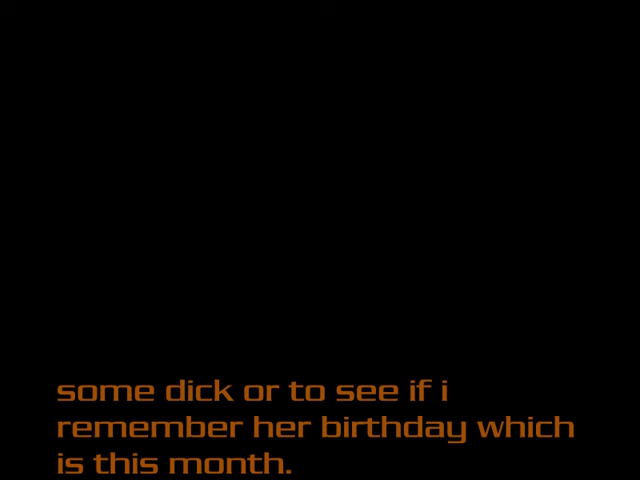 some dick or to see if i
remember her birthday which
is this month.